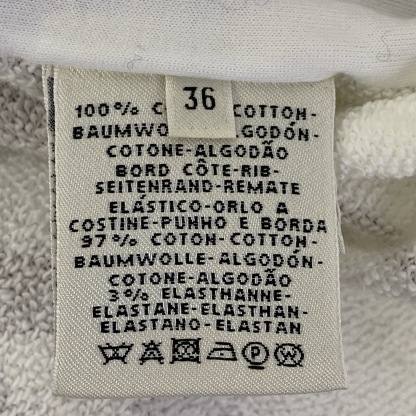 36
100% C COTTON-
BAUMWO ALGODÓN-
COTONE-ALGODÃO
BORD CÔTE-RIB-
SEITENRAND-REMATE
ELÁSTICO-ORLO A
COSTINE-PUNHO E BORDA
97% COTON-COTTON-
BAUMWOLLE-ALGODÓN-
COTONE-ALGODÃO
3% ELASTHANNE-
ELASTANE-ELASTHAN-
ELASTANO-ELASTAN
P W